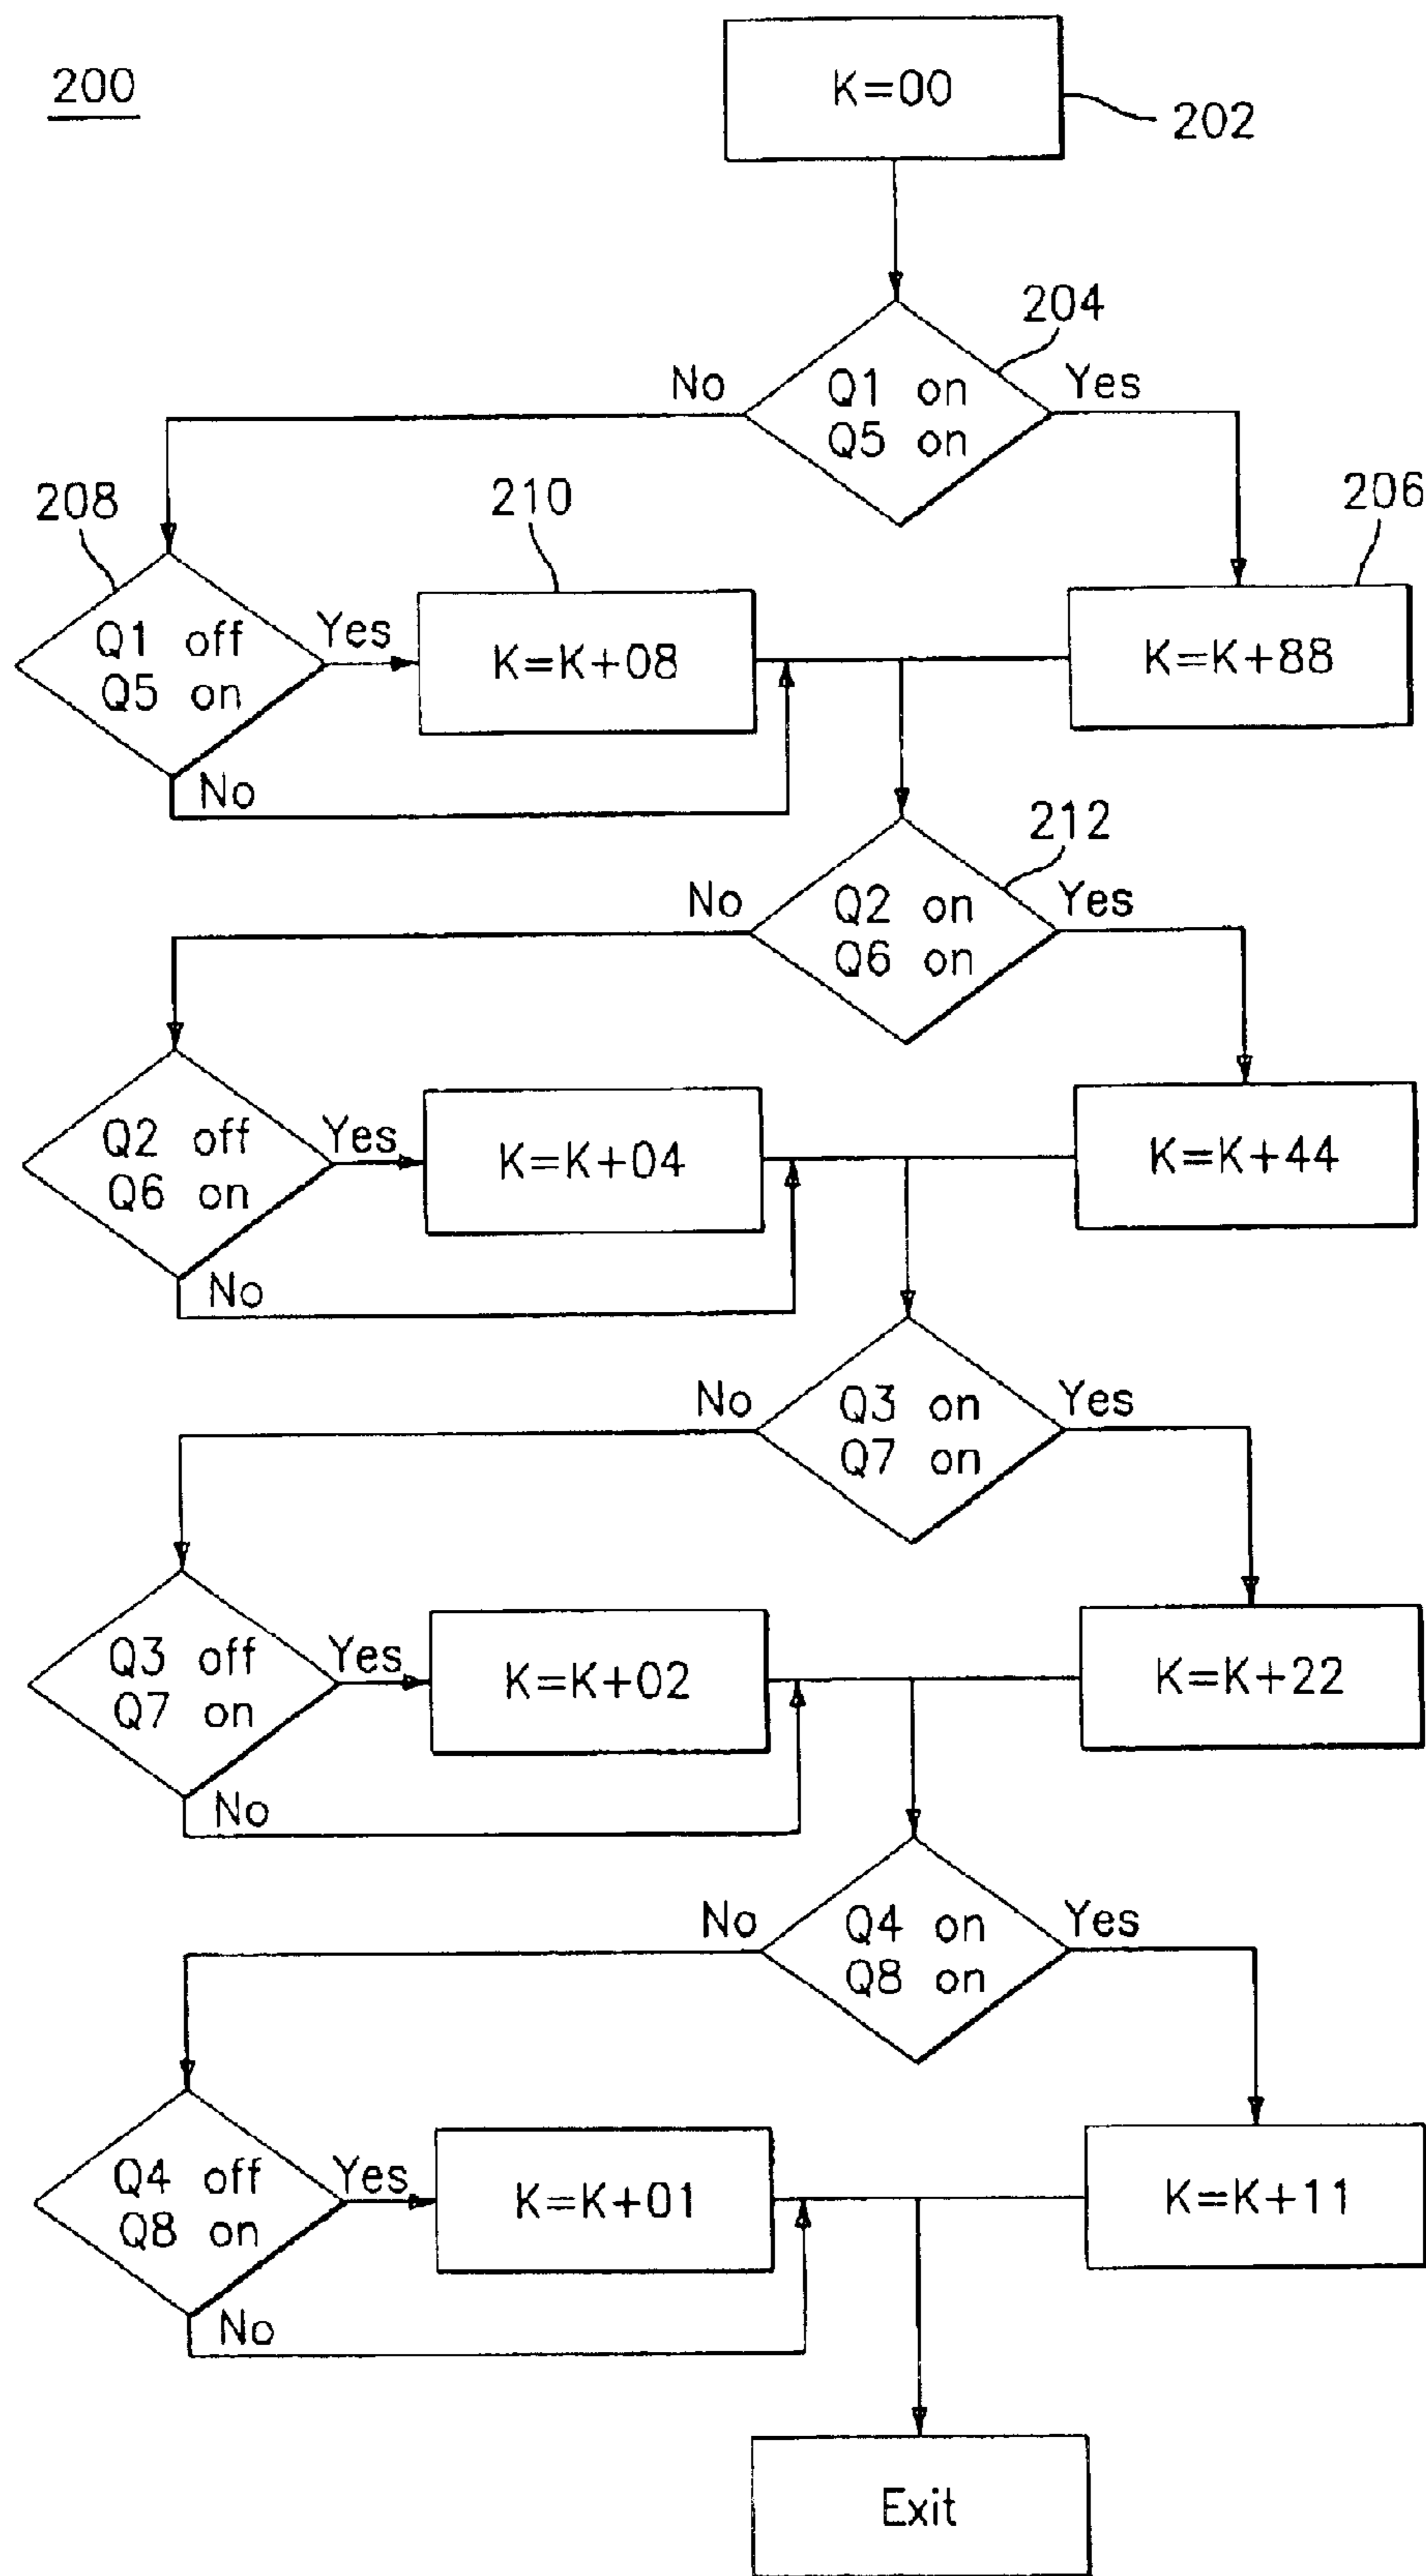 200
K=00
202
204
No
Q1 on
Q5 on
Yes
208
210
206
Q1 off
Q5 on
Yes
K=K+08
K=K+88
No
212
No
Q2 on
Q6 on
Yes
Q2 off
Q6 on
Yes
K=K+04
K=K+44
No
No
Q3 on
Q7 on
Yes
Q3 off
Q7 on
Yes
K=K+02
K=K+22
No
No
Q4 on
Q8 on
Yes
Q4 off
Q8 on
Yes
K=K+01
K=K+11
No
Exit